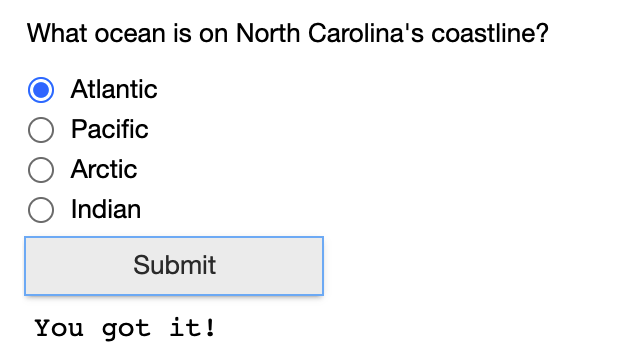 What ocean is on North Carolina's coastline?
Atlantic
Pacific
Arctic
Indian
Submit
You got it!